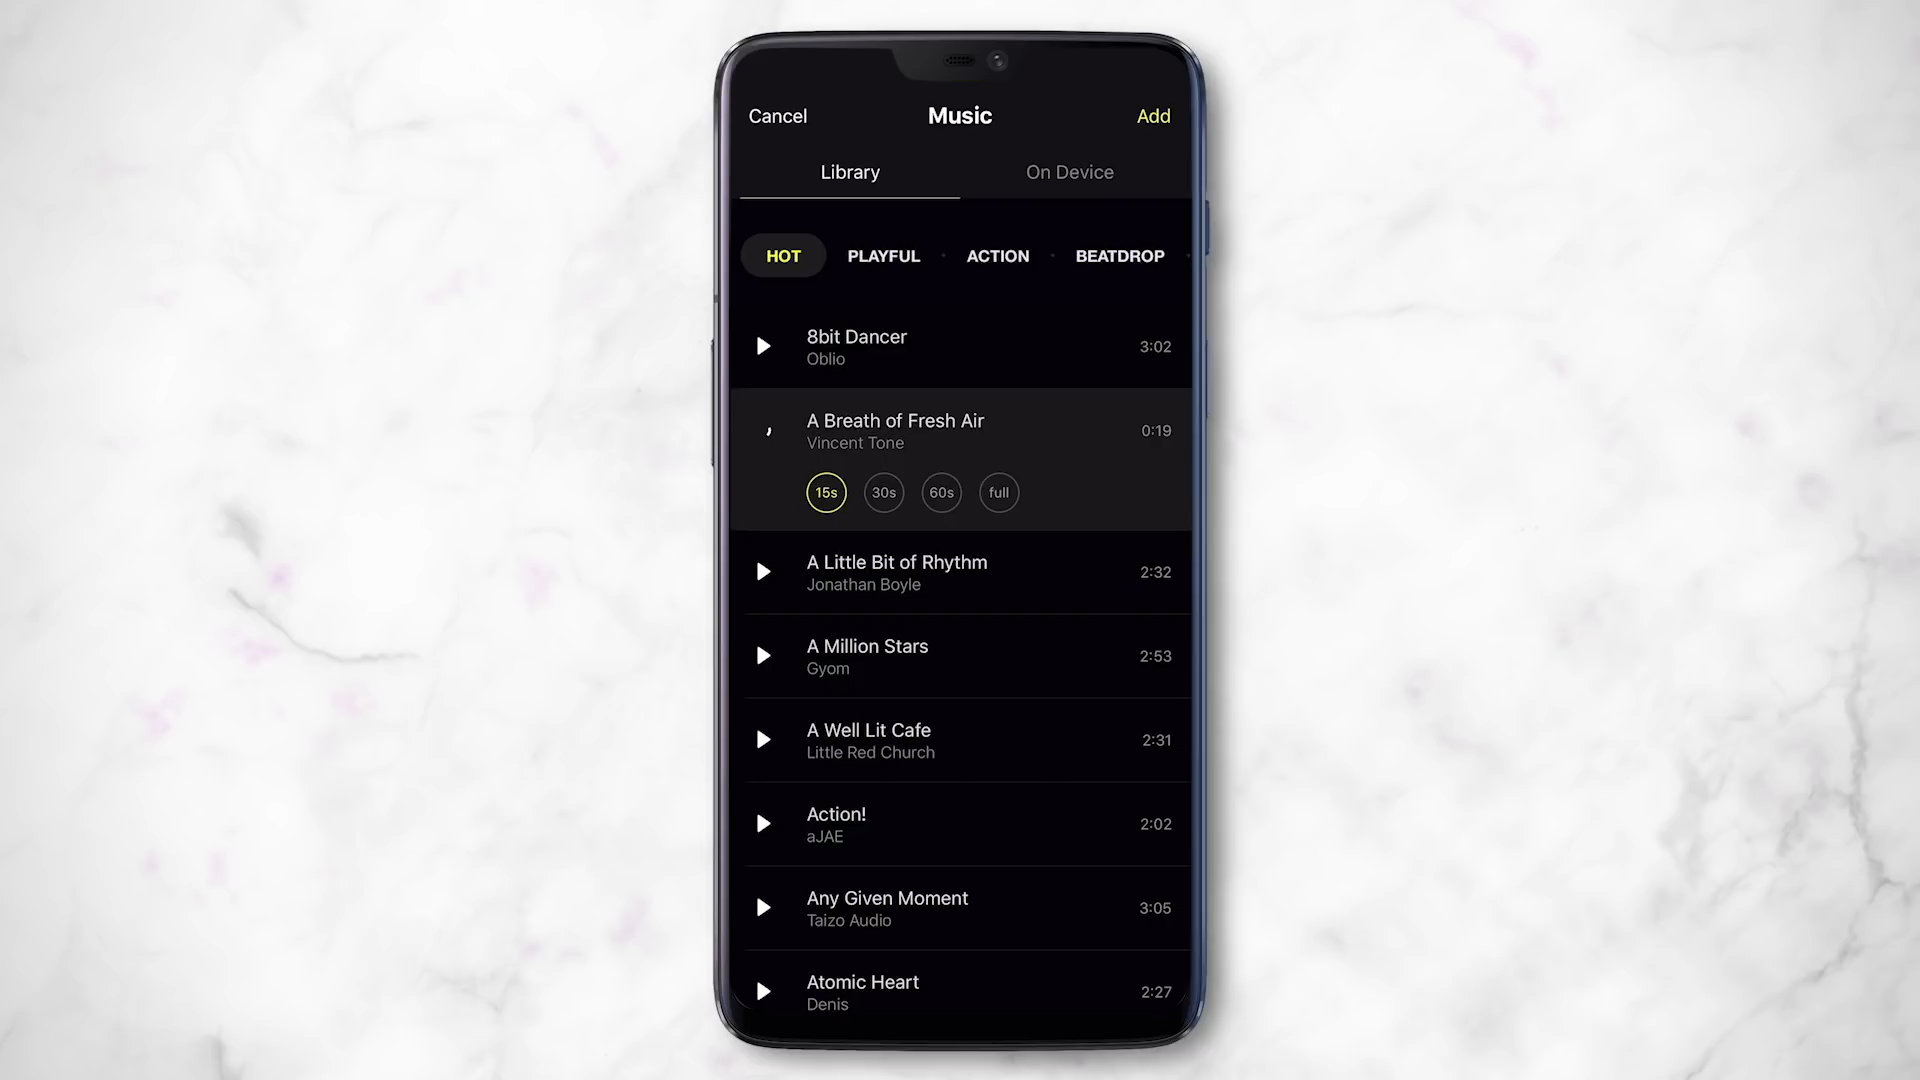 Cancel Music Add
Library On Device
HOT PLAYFUL ACTION BEATDROP
8bit Dancer
Oblio
3:02
A Breath of Fresh Air
Vincent Tone
0:19
15s 30s 60s full
A Little Bit of Rhythm
Jonathan Boyle
2:32
A Million Stars
Gyom
2:53
A Well Lit Cafe
Little Red Church
2:31
Action!
aJAE
2:02
Any Given Moment
Taizo Audio
3:05
Atomic Heart
Denis
2:27